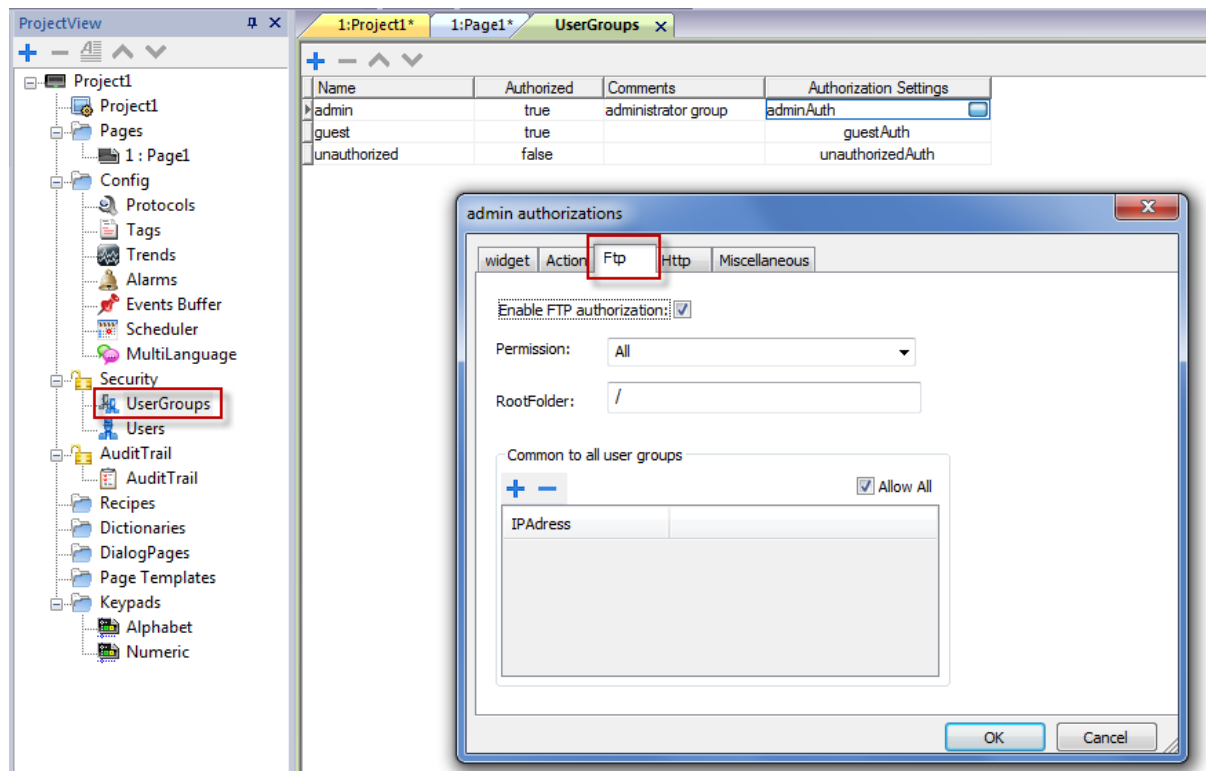 ProjectView
Project1
Project1
Pages
1 : Page1
Config
Protocols
Tags
Trends
Alarms
Events Buffer
Scheduler
MultiLanguage
Security
UserGroups
Users
AuditTrail
AuditTrail
Recipes
Dictionaries
DialogPages
Page Templates
Keypads
Alphabet
Numeric
1:Project1* 1:Page1* UserGroups
Name Authorized Comments Authorization Settings
admin true administrator group adminAuth
guest true guestAuth
unauthorized false unauthorizedAuth
admin authorizations
widget Action Ftp Http Miscellaneous
Enable FTP authorization:
Permission: All
RootFolder: /
Common to all user groups
Allow All
IPAdress
OK Cancel